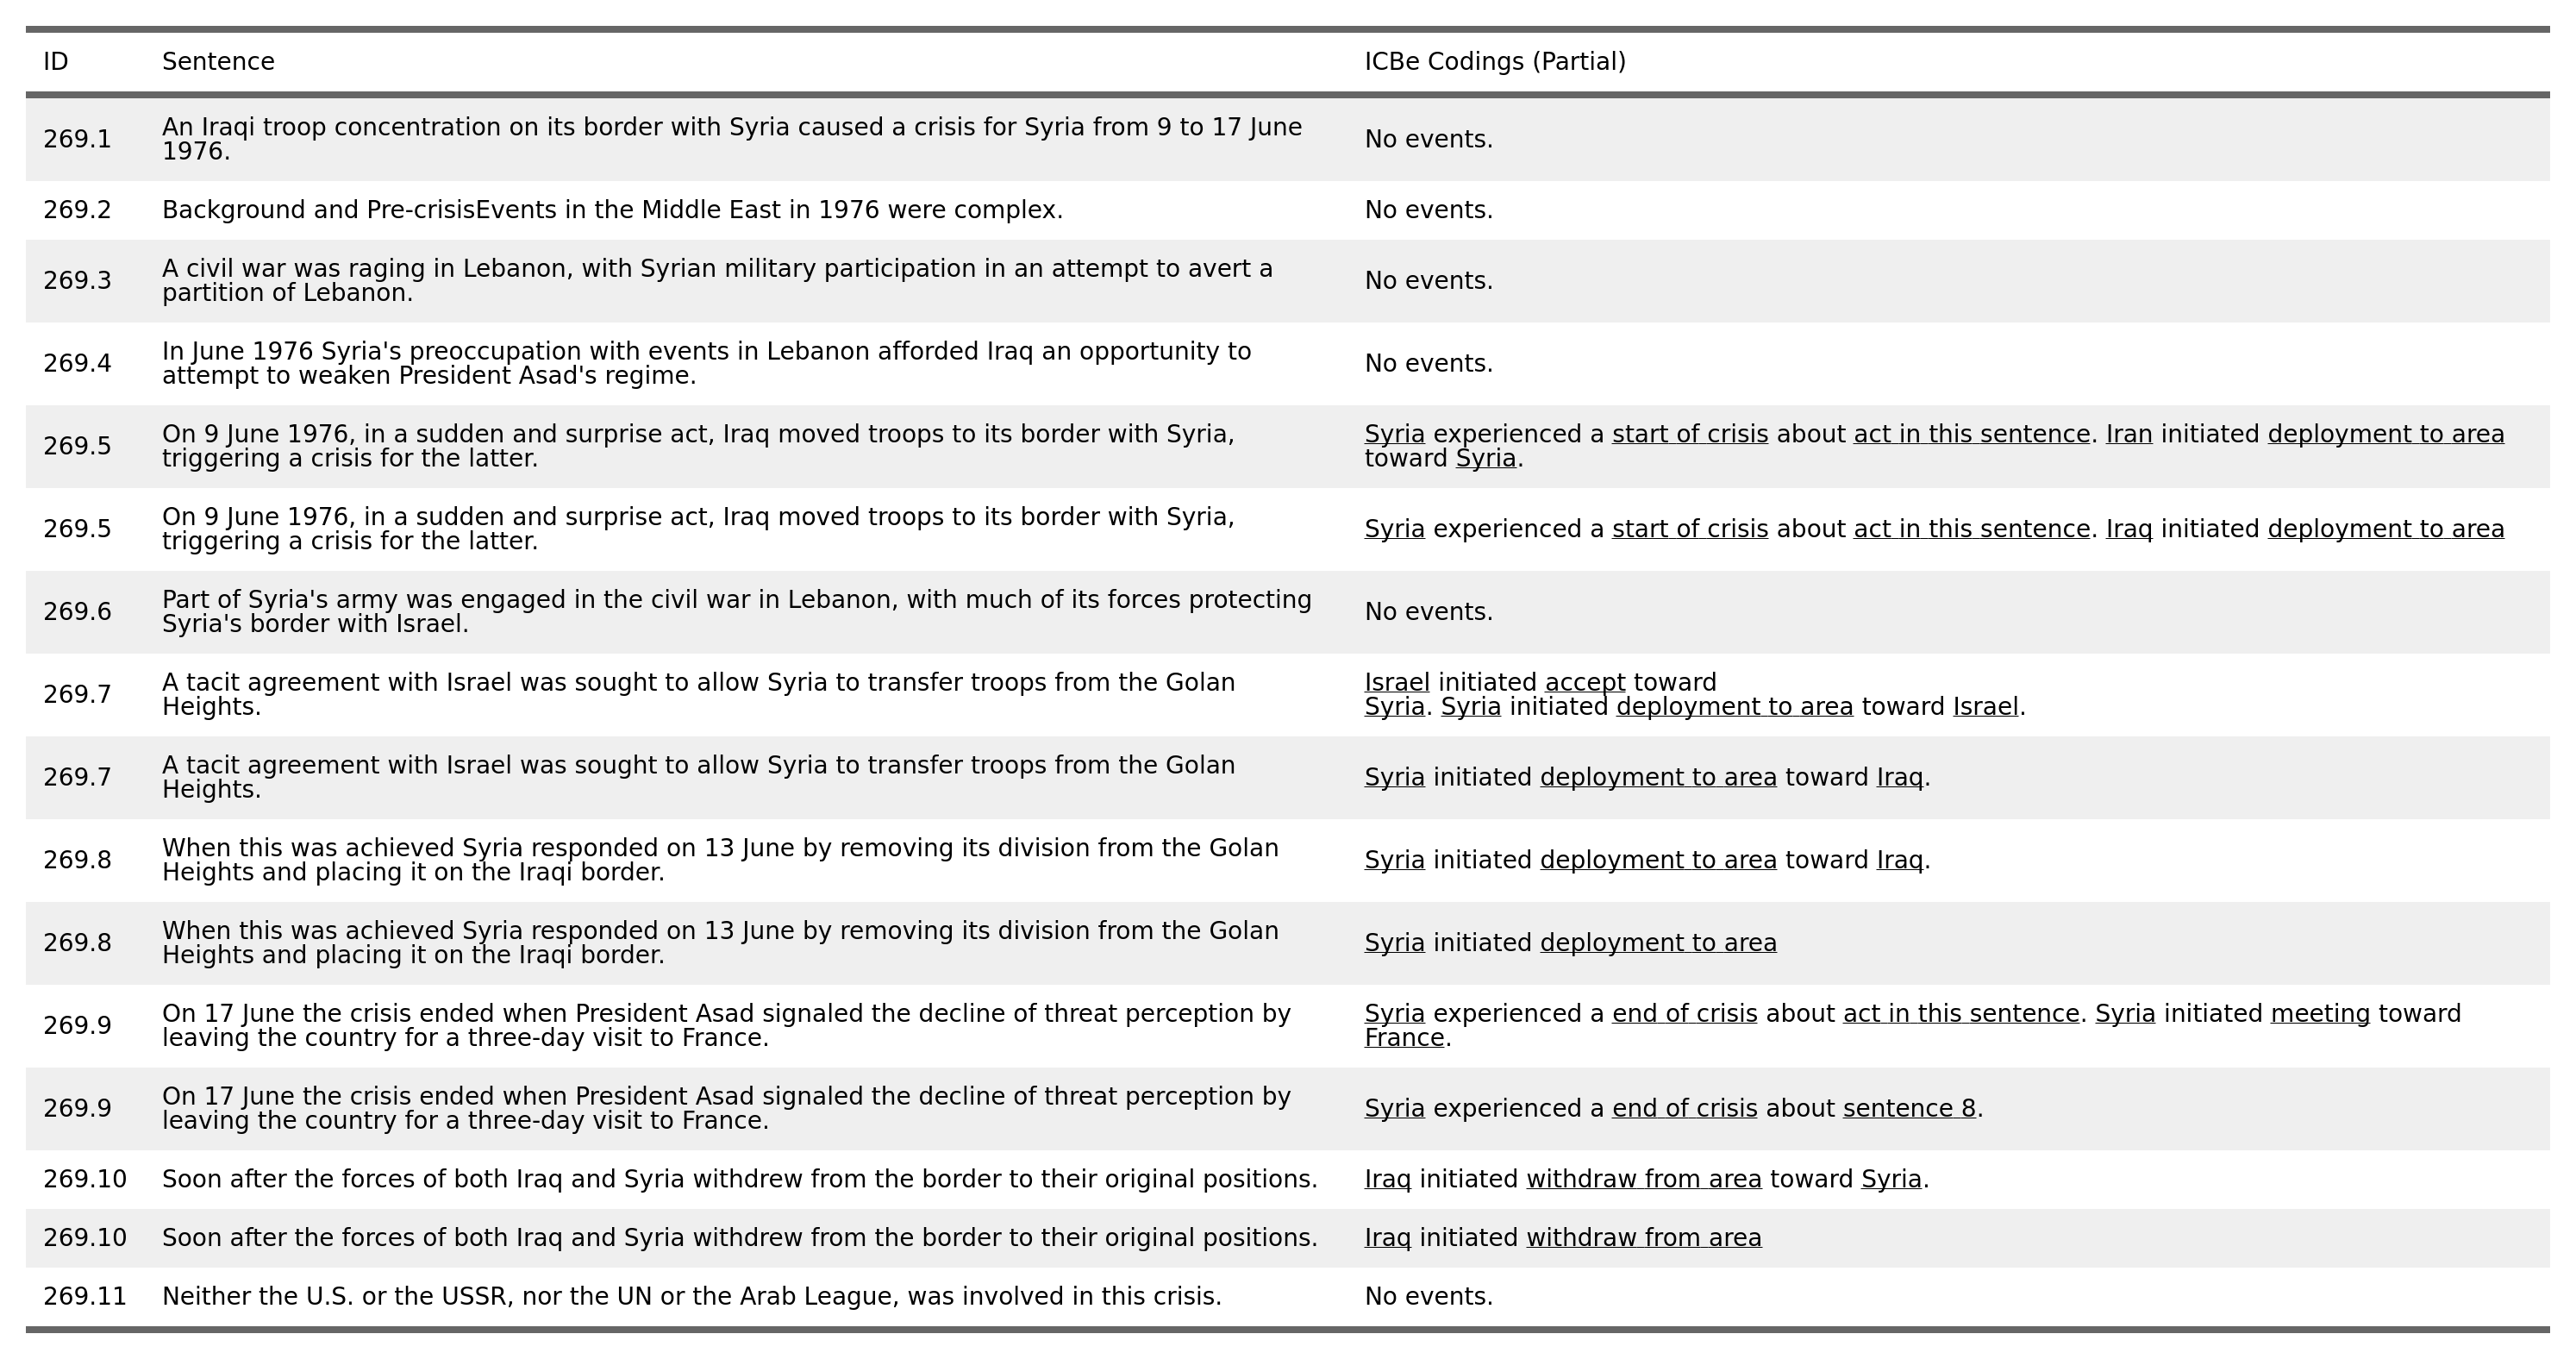 ID Sentence ICBe Codings (Partial)
269.1 An Iraqi troop concentration on its border with Syria caused a crisis for Syria from 9 to 17 June
1976. No events.
269.2 Background and Pre-crisisEvents in the Middle East in 1976 were complex. No events.
269.3 A civil war was raging in Lebanon, with Syrian military participation in an attempt to avert a
partition of Lebanon. No events.
269.4 In June 1976 Syria's preoccupation with events in Lebanon afforded Iraq an opportunity to
attempt to weaken President Asad's regime. No events.
269.5 On 9 June 1976, in a sudden and surprise act, Iraq moved troops to its border with Syria,
triggering a crisis for the latter.
Syria experienced a start of crisis about act in this sentence. Iran initiated deployment to area
toward Syria.
269.5 On 9 June 1976, in a sudden and surprise act, Iraq moved troops to its border with Syria,
triggering a crisis for the latter.
Syria experienced a start of crisis about act in this sentence. Iraq initiated deployment to area
269.6 Part of Syria's army was engaged in the civil war in Lebanon, with much of its forces protecting
Syria's border with Israel. No events.
269.7 A tacit agreement with Israel was sought to allow Syria to transfer troops from the Golan
Heights.
Israel initiated accept toward
Syria. Syria initiated deployment to area toward Israel.
269.7 A tacit agreement with Israel was sought to allow Syria to transfer troops from the Golan
Heights.
Syria initiated deployment to area toward Iraq.
269.8 When this was achieved Syria responded on 13 June by removing its division from the Golan
Heights and placing it on the Iraqi border.
Syria initiated deployment to area toward Iraq.
269.8 When this was achieved Syria responded on 13 June by removing its division from the Golan
Heights and placing it on the Iraqi border.
Syria initiated deployment to area
269.9 On 17 June the crisis ended when President Asad signaled the decline of threat perception by
leaving the country for a three-day visit to France.
Syria experienced a end of crisis about act in this sentence. Syria initiated meeting toward
France.
269.9 On 17 June the crisis ended when President Asad signaled the decline of threat perception by
leaving the country for a three-day visit to France.
Syria experienced a end of crisis about sentence 8.
269.10 Soon after the forces of both Iraq and Syria withdrew from the border to their original positions. Iraq initiated withdraw from area toward Syria.
269.10 Soon after the forces of both Iraq and Syria withdrew from the border to their original positions. Iraq initiated withdraw from area
269.11 Neither the U.S. or the USSR, nor the UN or the Arab League, was involved in this crisis. No events.